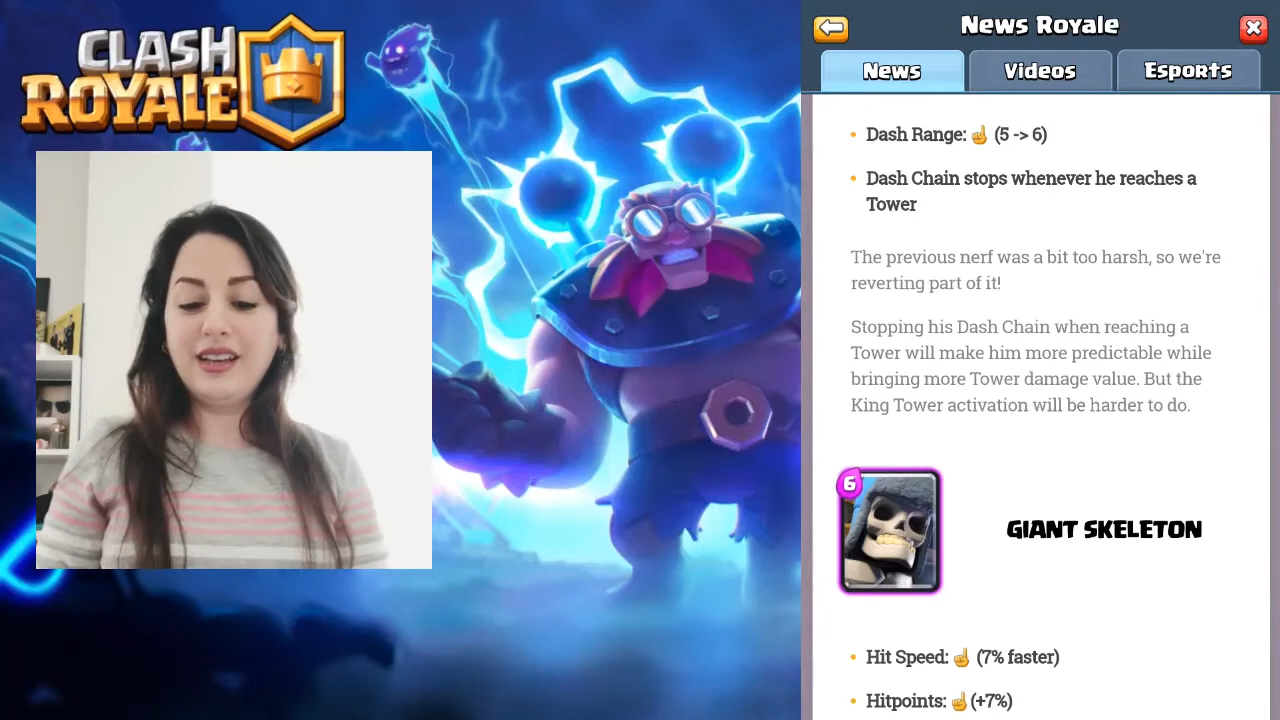 CLASH
ROYALE
News Royale
News
Videos
Esports
• Dash Range: ☝ (5 -> 6)
• Dash Chain stops whenever he reaches a
Tower
The previous nerf was a bit too harsh, so we're
reverting part of it!
Stopping his Dash Chain when reaching a
Tower will make him more predictable while
bringing more Tower damage value. But the
King Tower activation will be harder to do.
6
GIANT SKELETON
• Hit Speed: ☝ (7% faster)
• Hitpoints: ☝(+7%)